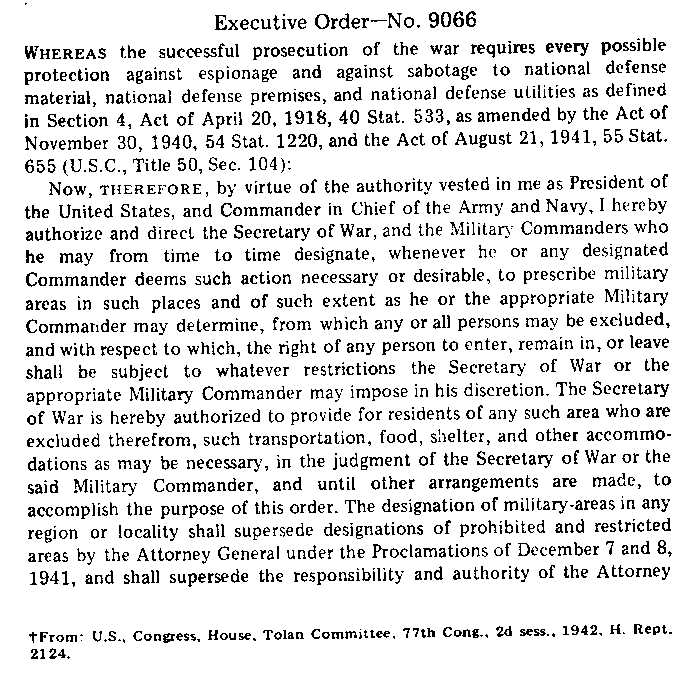 Executive Order—No. 9066
WHEREAS the successful prosecution of the war requires every possible
protection against espionage and against sabotage to national defense
material, national defense premises, and national defense utilities as defined
in Section 4, Act of April 20, 1918, 40 Stat. 533, as amended by the Act of
November 30, 1940, 54 Stat. 1220, and the Act of August 21, 1941, 55 Stat.
655 (U.S.C., Title 50, Sec. 104):
Now, THEREFORE, by virtue of the authority vested in me as President of
the United States, and Commander in Chief of the Army and Navy, I hereby
authorize and direct the Secretary of War, and the Military Commanders who
he may from time to time designate, whenever he or any designated
Commander deems such action necessary or desirable, to prescribe military
areas in such places and of such extent as he or the appropriate Military
Commander may determine, from which any or all persons may be excluded,
and with respect to which, the right of any person to enter, remain in, or leave
shall be subject to whatever restrictions the Secretary of War or the
appropriate Military Commander may impose in his discretion. The Secretary
of War is hereby authorized to provide for residents of any such area who are
excluded therefrom, such transportation, food, shelter, and other accommo-
dations as may be necessary, in the judgment of the Secretary of War or the
said Military Commander, and until other arrangements are made, to
accomplish the purpose of this order. The designation of military-areas in any
region or locality shall supersede designations of prohibited and restricted
areas by the Attorney General under the Proclamations of December 7 and 8,
1941, and shall supersede the responsibility and authority of the Attorney
†From: U.S., Congress, House, Tolan Committee, 77th Cong., 2d sess., 1942, H. Rept.
2124.